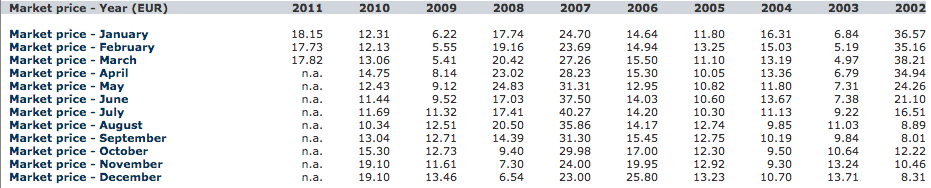 Market price - Year (EUR) 2011 2010 2009 2008 2007 2006 2005 2004 2003 2002
Market price - January 18.15 12.31 6.22 17.74 24.70 14.64 11.80 16.31 6.84 36.57
Market price - February 17.73 12.13 5.55 19.16 23.69 14.94 13.25 15.03 5.19 35.16
Market price - March 17.82 13.06 5.41 20.42 27.26 15.50 11.10 13.19 4.97 38.21
Market price - April n.a. 14.75 8.14 23.02 28.23 15.30 10.05 13.36 6.79 34.94
Market price - May n.a. 12.43 9.12 24.83 31.31 12.95 10.82 11.80 7.31 24.26
Market price - June n.a. 11.44 9.52 17.03 37.50 14.03 10.60 13.67 7.38 21.10
Market price - July n.a. 11.69 11.32 17.41 40.27 14.20 10.30 11.13 9.22 16.51
Market price - August n.a. 10.34 12.51 20.50 35.86 14.17 12.74 9.85 11.03 8.89
Market price - September n.a. 13.04 12.71 14.39 31.30 15.45 12.75 10.19 9.84 8.01
Market price - October n.a. 15.30 12.73 9.40 29.98 17.00 12.30 9.50 10.64 12.22
Market price - November n.a. 19.10 11.61 7.30 24.00 19.95 12.92 9.30 13.24 10.46
Market price - December n.a. 19.10 13.46 6.54 23.00 25.80 13.23 10.70 13.71 8.31